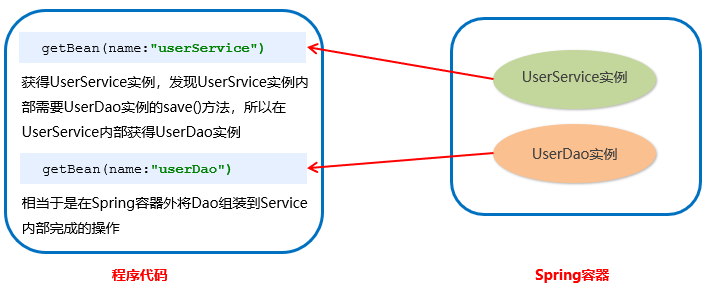 getBean(name:"userService")
获得UserService实例，发现UserSrvice实例内
部需要UserDao实例的save()方法，所以在
UserService内部获得UserDao实例
getBean(name:"userDao")
相当于是在Spring容器外将Dao组装到Service
内部完成的操作
程序代码
UserService实例
UserDao实例
Spring容器